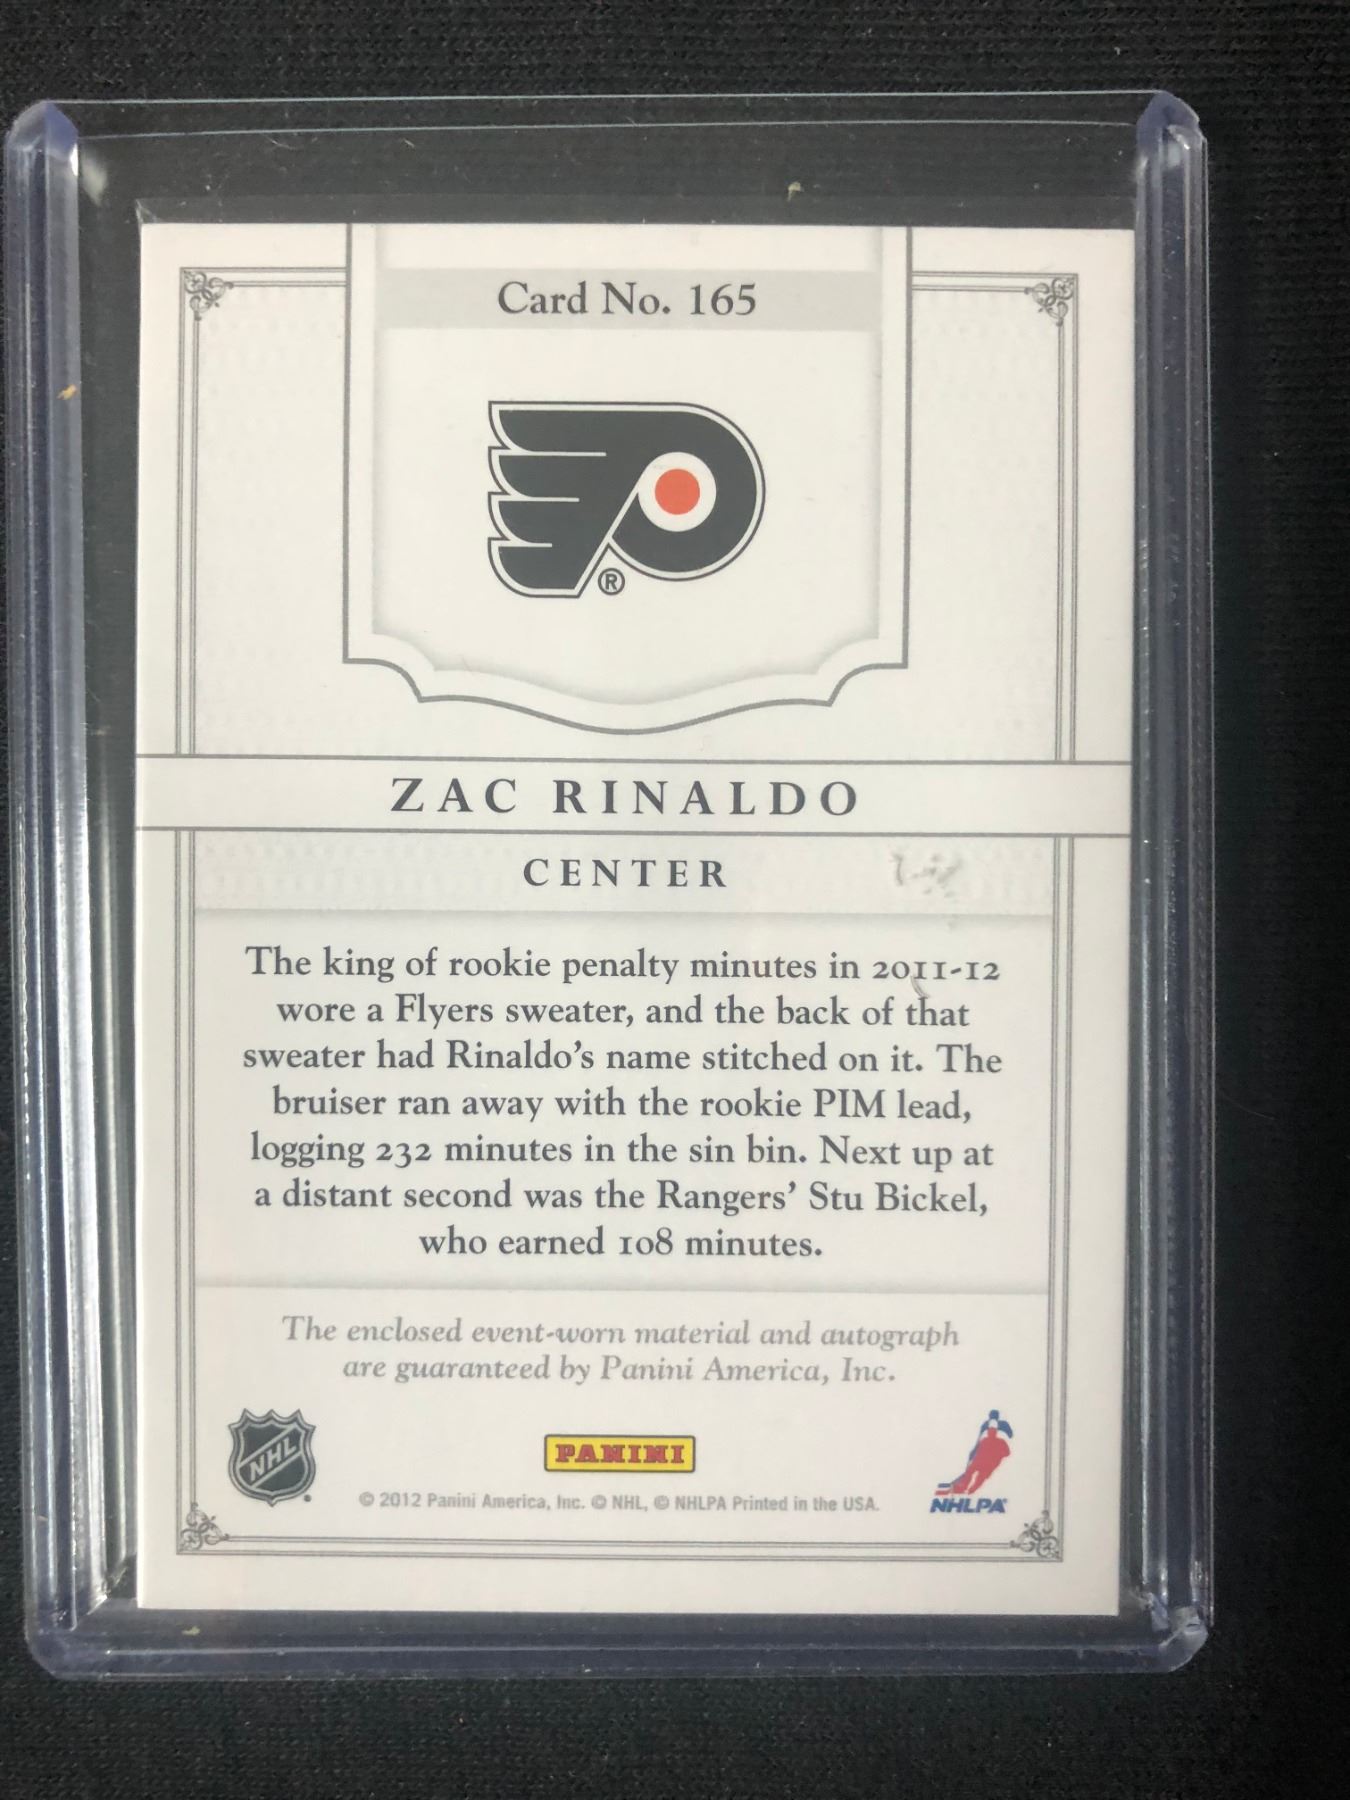 Card No. 165
®
ZAC RINALDO
CENTER
The king of rookie penalty minutes in 2011-12
wore a Flyers sweater, and the back of that
sweater had Rinaldo's name stitched on it. The
bruiser ran away with the rookie PIM lead,
logging 232 minutes in the sin bin. Next up at
a distant second was the Rangers' Stu Bickel,
who earned 108 minutes.
The enclosed event-worn material and autograph
are guaranteed by Panini America, Inc.
NHL
PANINI
© 2012 Panini America, Inc. © NHL, © NHLPA Printed in the USA.
NHLPA